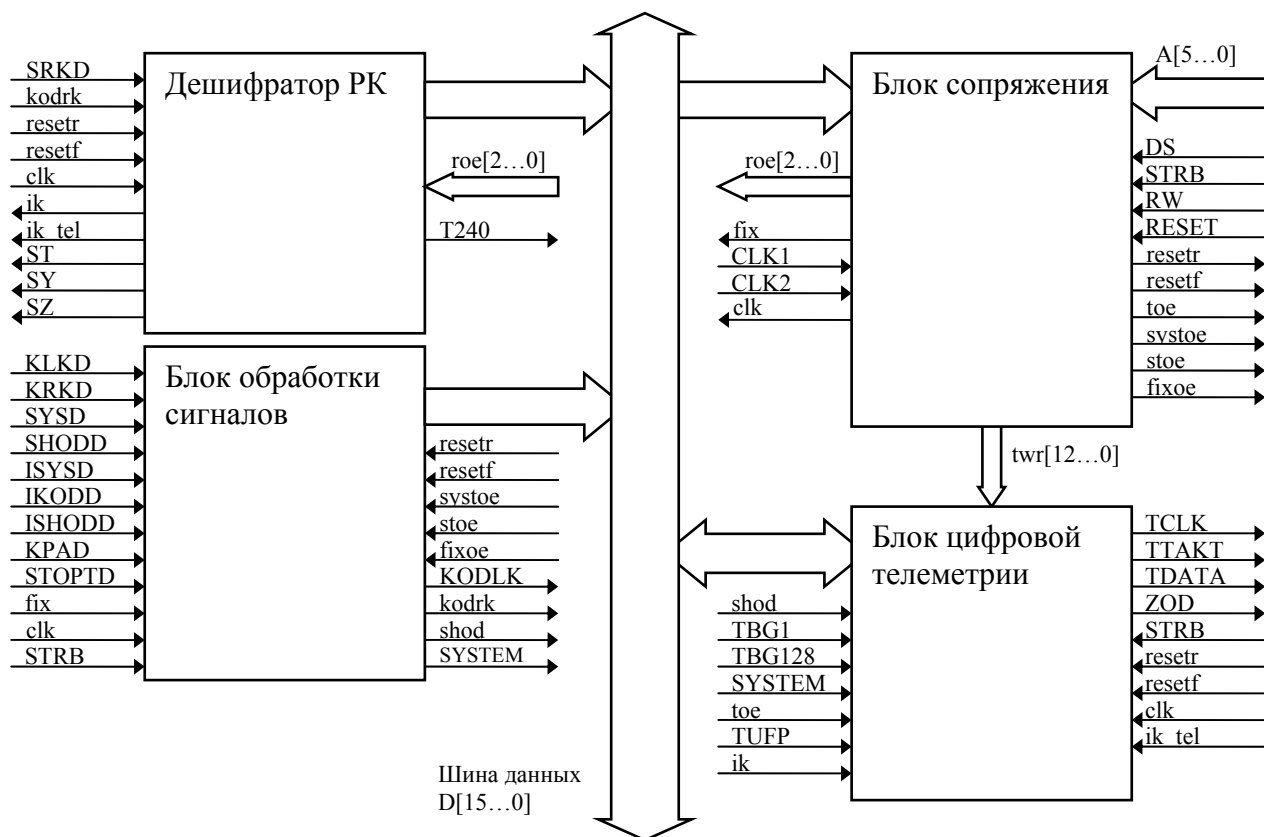 SRKD
kodrk
resetr
resetf
clk
ik
ik_tel
ST
SY
SZ
Дешифратор РК
roe[2…0]
T240
KLKD
KRKD
SYSD
SHODD
ISYSD
IKODD
ISHODD
KPAD
STOPTD
fix
clk
STRB
Блок обработки
сигналов
resetr
resetf
systoe
stoe
fixoe
KODLK
kodrk
shod
SYSTEM
Шина данных
D[15…0]
roe[2…0]
fix
CLK1
CLK2
clk
Блок сопряжения
A[5…0]
DS
STRB
RW
RESET
resetr
resetf
toe
systoe
stoe
fixoe
twr[12…0]
shod
TBG1
TBG128
SYSTEM
toe
TUFP
ik
Блок цифровой
телеметрии
TCLK
TTAKT
TDATA
ZOD
STRB
resetr
resetf
clk
ik_tel